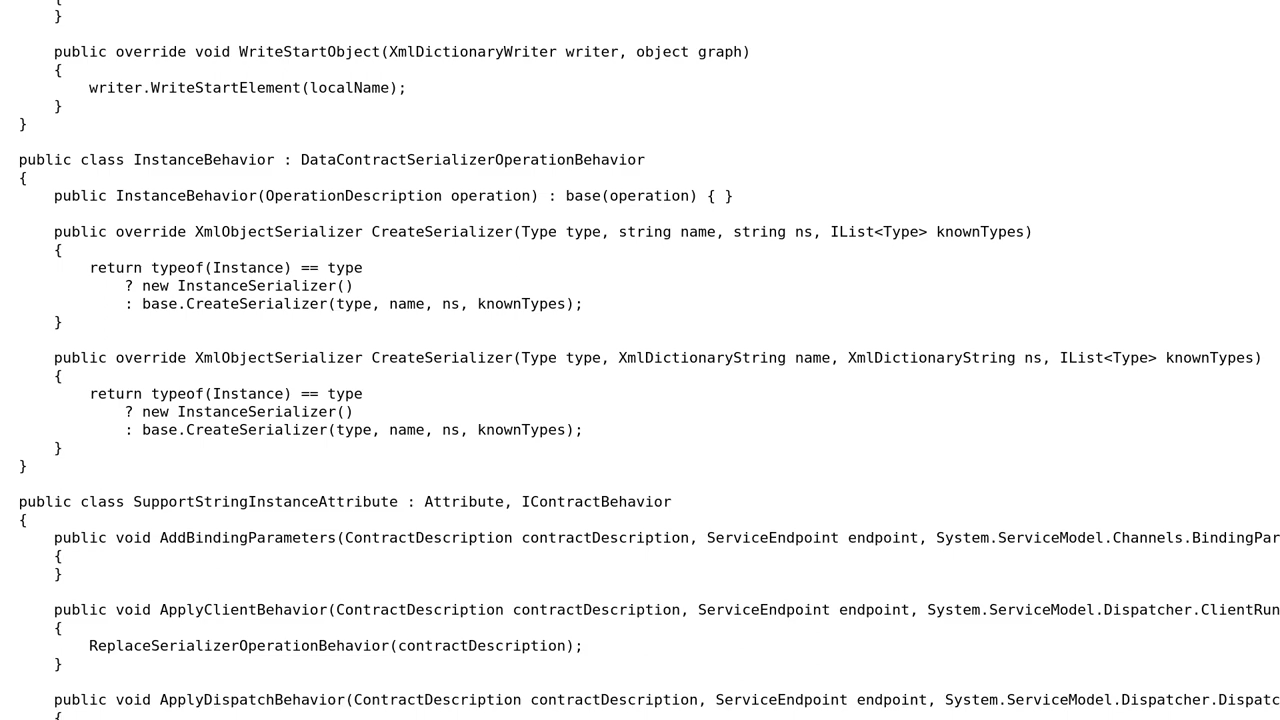 {
    }

    public override void WriteStartObject(XmlDictionaryWriter writer, object graph)
    {
        writer.WriteStartElement(localName);
    }
}

public class InstanceBehavior : DataContractSerializerOperationBehavior
{
    public InstanceBehavior(OperationDescription operation) : base(operation) { }

    public override XmlObjectSerializer CreateSerializer(Type type, string name, string ns, IList<Type> knownTypes)
    {
        return typeof(Instance) == type
            ? new InstanceSerializer()
            : base.CreateSerializer(type, name, ns, knownTypes);
    }

    public override XmlObjectSerializer CreateSerializer(Type type, XmlDictionaryString name, XmlDictionaryString ns, IList<Type> knownTypes)
    {
        return typeof(Instance) == type
            ? new InstanceSerializer()
            : base.CreateSerializer(type, name, ns, knownTypes);
    }
}

public class SupportStringInstanceAttribute : Attribute, IContractBehavior
{
    public void AddBindingParameters(ContractDescription contractDescription, ServiceEndpoint endpoint, System.ServiceModel.Channels.BindingPar
    {
    }

    public void ApplyClientBehavior(ContractDescription contractDescription, ServiceEndpoint endpoint, System.ServiceModel.Dispatcher.ClientRun
    {
        ReplaceSerializerOperationBehavior(contractDescription);
    }

    public void ApplyDispatchBehavior(ContractDescription contractDescription, ServiceEndpoint endpoint, System.ServiceModel.Dispatcher.Dispatc
    {